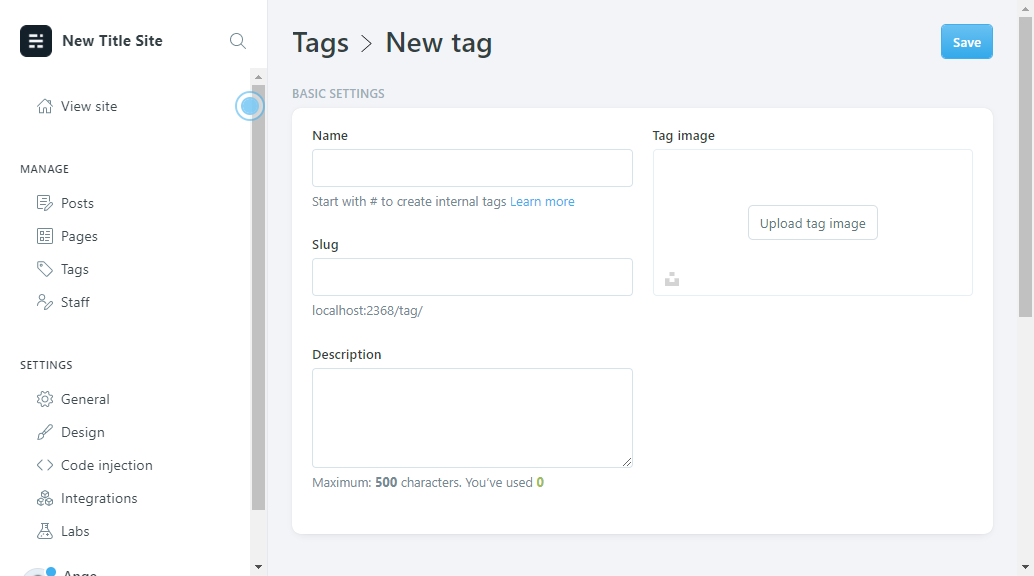 New Title Site
View site
MANAGE
Posts
Pages
Tags
Staff
SETTINGS
General
Design
Code injection
Integrations
Labs
Ange
Tags > New tag
Save
BASIC SETTINGS
Name
Start with # to create internal tags Learn more
Slug
localhost:2368/tag/
Description
Maximum: 500 characters. You've used 0
Tag image
Upload tag image